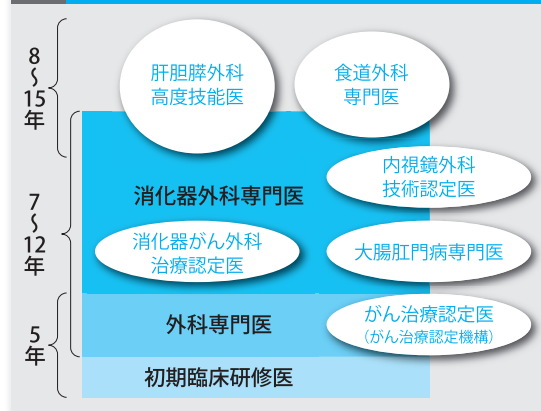 8
〜
15
年
肝胆膵外科
高度技能医
食道外科
専門医
7
〜
12
年
消化器外科専門医
内視鏡外科
技術認定医
消化器がん外科
治療認定医
大腸肛門病専門医
5
年
外科専門医
がん治療認定医
（がん治療認定機構）
初期臨床研修医